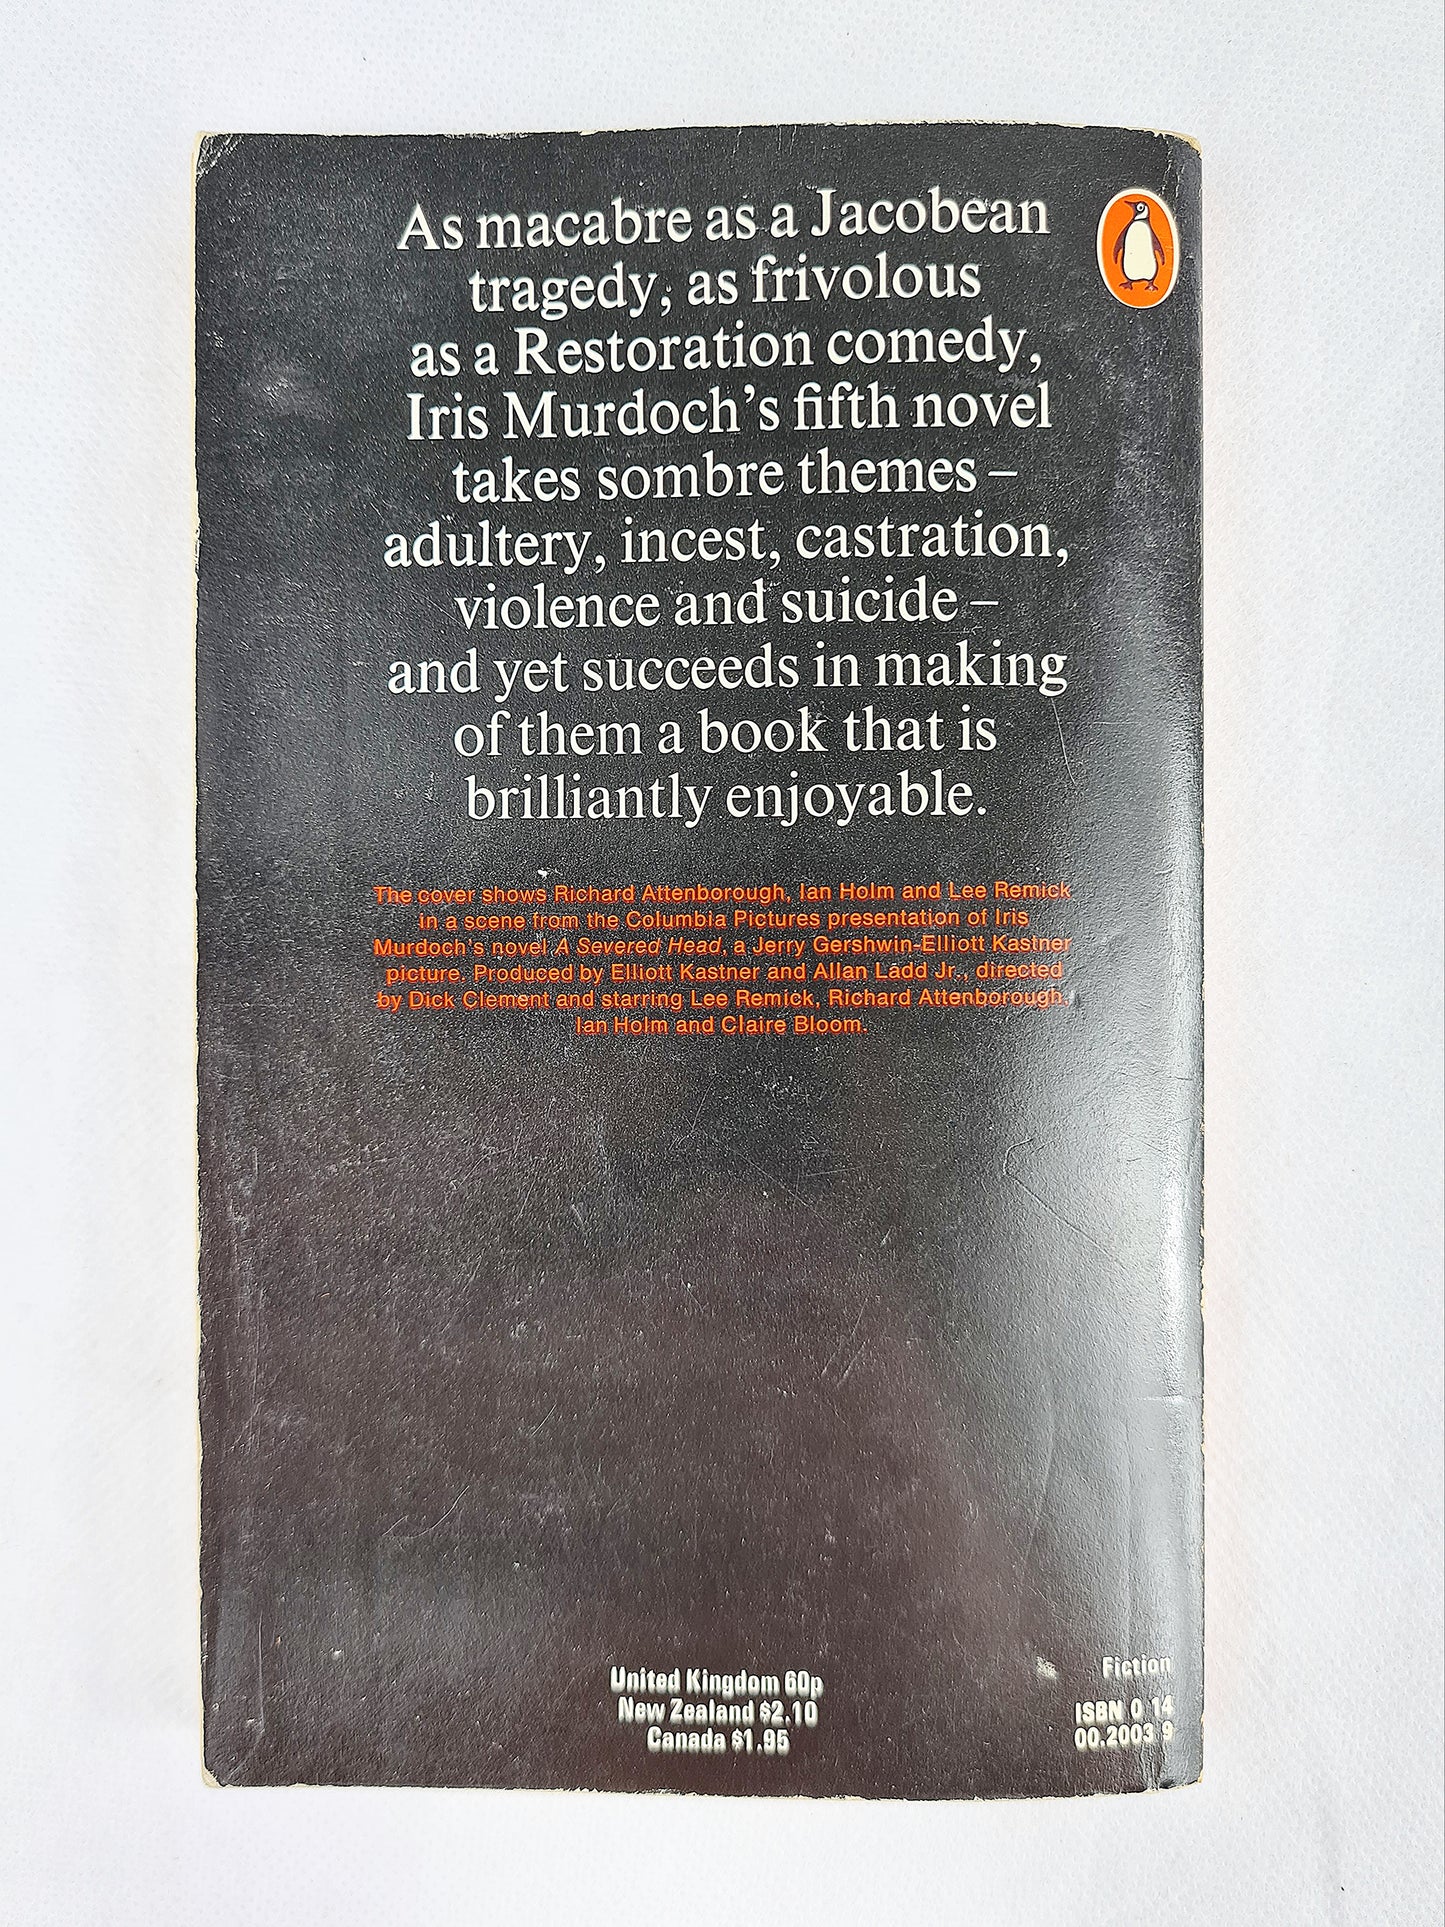 As macabre as a Jacobean
tragedy, as frivolous
as a Restoration comedy,
Iris Murdoch's fifth novel
takes sombre themes –
adultery, incest, castration,
violence and suicide –
and yet succeeds in making
of them a book that is
brilliantly enjoyable.
The cover shows Richard Attenborough, Ian Holm and Lee Remick
in a scene from the Columbia Pictures presentation of Iris
Murdoch's novel A Severed Head, a Jerry Gershwin-Elliott Kastner
picture. Produced by Elliott Kastner and Allan Ladd Jr., directed
by Dick Clement and starring Lee Remick, Richard Attenborough,
Ian Holm and Claire Bloom.
United Kingdom 60p
New Zealand $2.10
Canada $1.95
Fiction
ISBN 0 14
00.2003 9